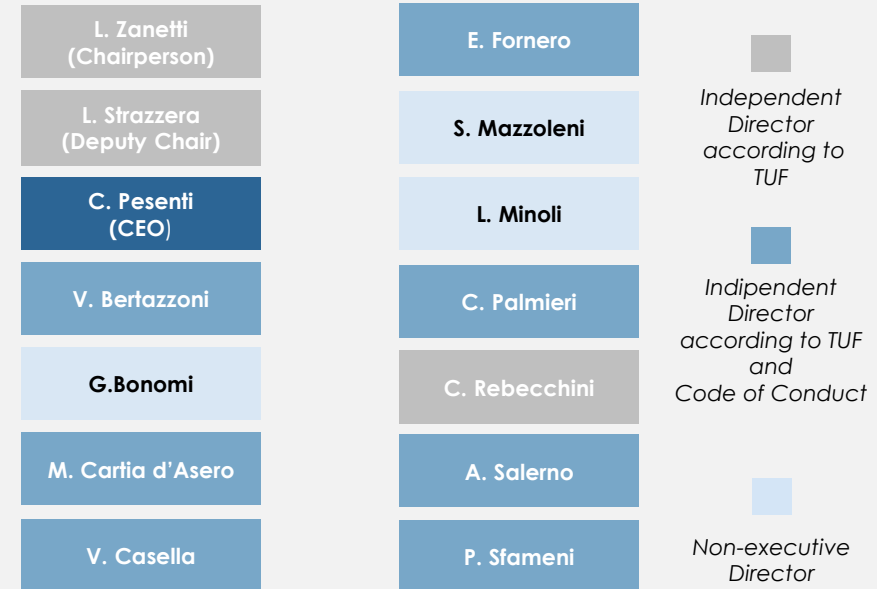 L. Zanetti
(Chairperson)
L. Strazzera
(Deputy Chair)
C. Pesenti
(CEO)
V. Bertazzoni
G.Bonomi
M. Cartia d’Asero
V. Casella
E. Fornero
S. Mazzoleni
L. Minoli
C. Palmieri
C. Rebecchini
A. Salerno
P. Sfameni
Independent
Director
according to
TUF
Indipendent
Director
according to TUF
and
Code of Conduct
Non-executive
Director